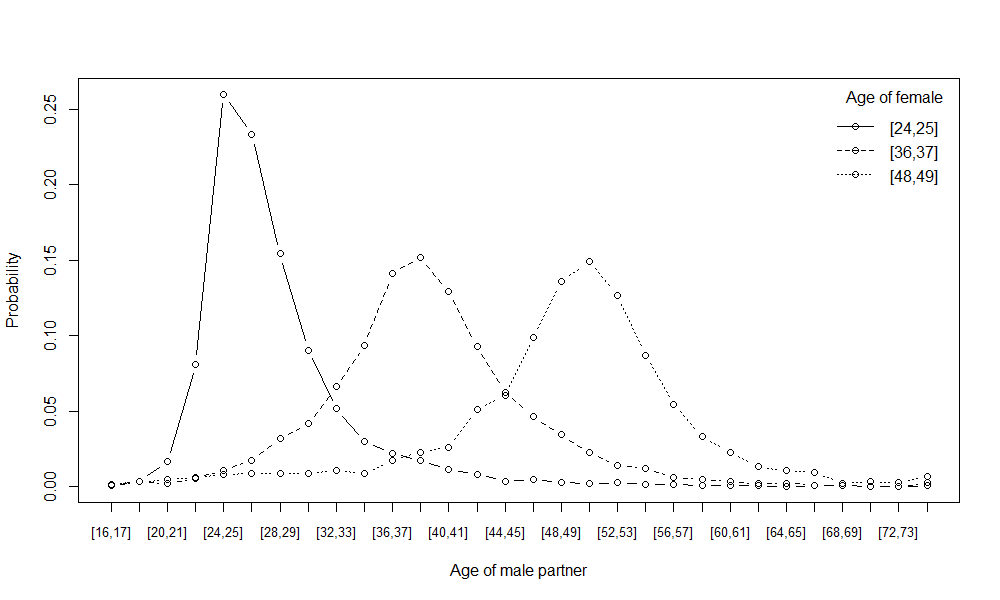 Age of female
[24,25]
[36,37]
[48,49]
Probability
0.25
0.20
0.15
0.10
0.05
0.00
[16,17] [20,21] [24,25] [28,29] [32,33] [36,37] [40,41] [44,45] [48,49] [52,53] [56,57] [60,61] [64,65] [68,69] [72,73]
Age of male partner